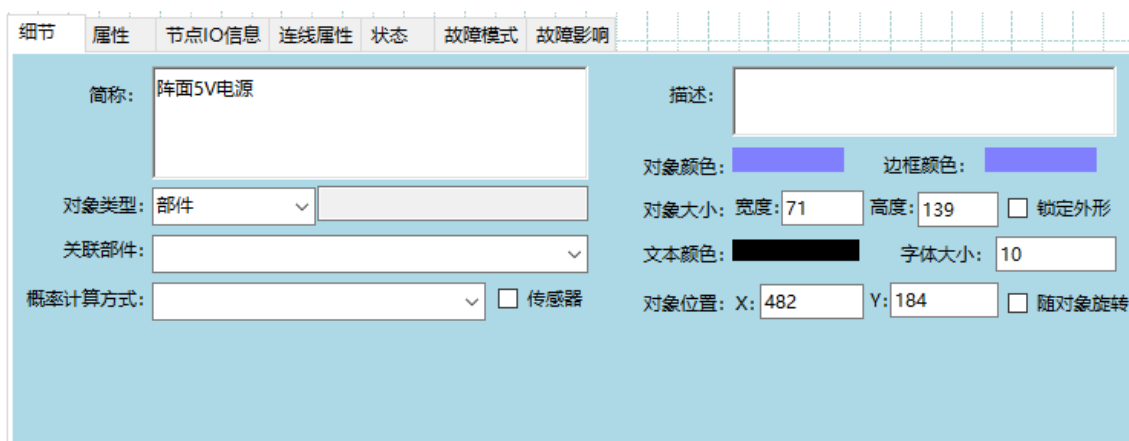 细节 属性 节点IO信息 连线属性 状态 故障模式 故障影响
简称: 阵面5V电源 描述:
对象颜色: 边框颜色:
对象类型: 部件 对象大小: 宽度: 71 高度: 139 锁定外形
关联部件: 文本颜色: 字体大小: 10
概率计算方式: 传感器 对象位置: X: 482 Y: 184 随对象旋转